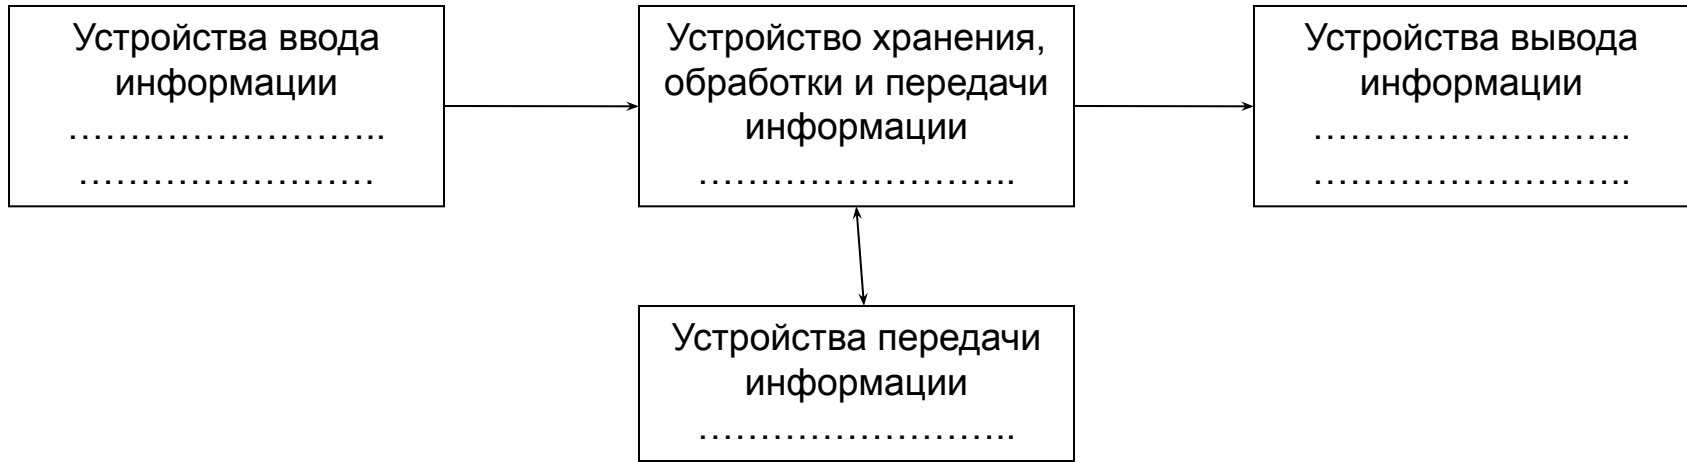 Устройства ввода
информации
………………………..
……………………
Устройство хранения,
обработки и передачи
информации
……………………..
Устройства вывода
информации
……………………..
……………………..
Устройства передачи
информации
……………………..